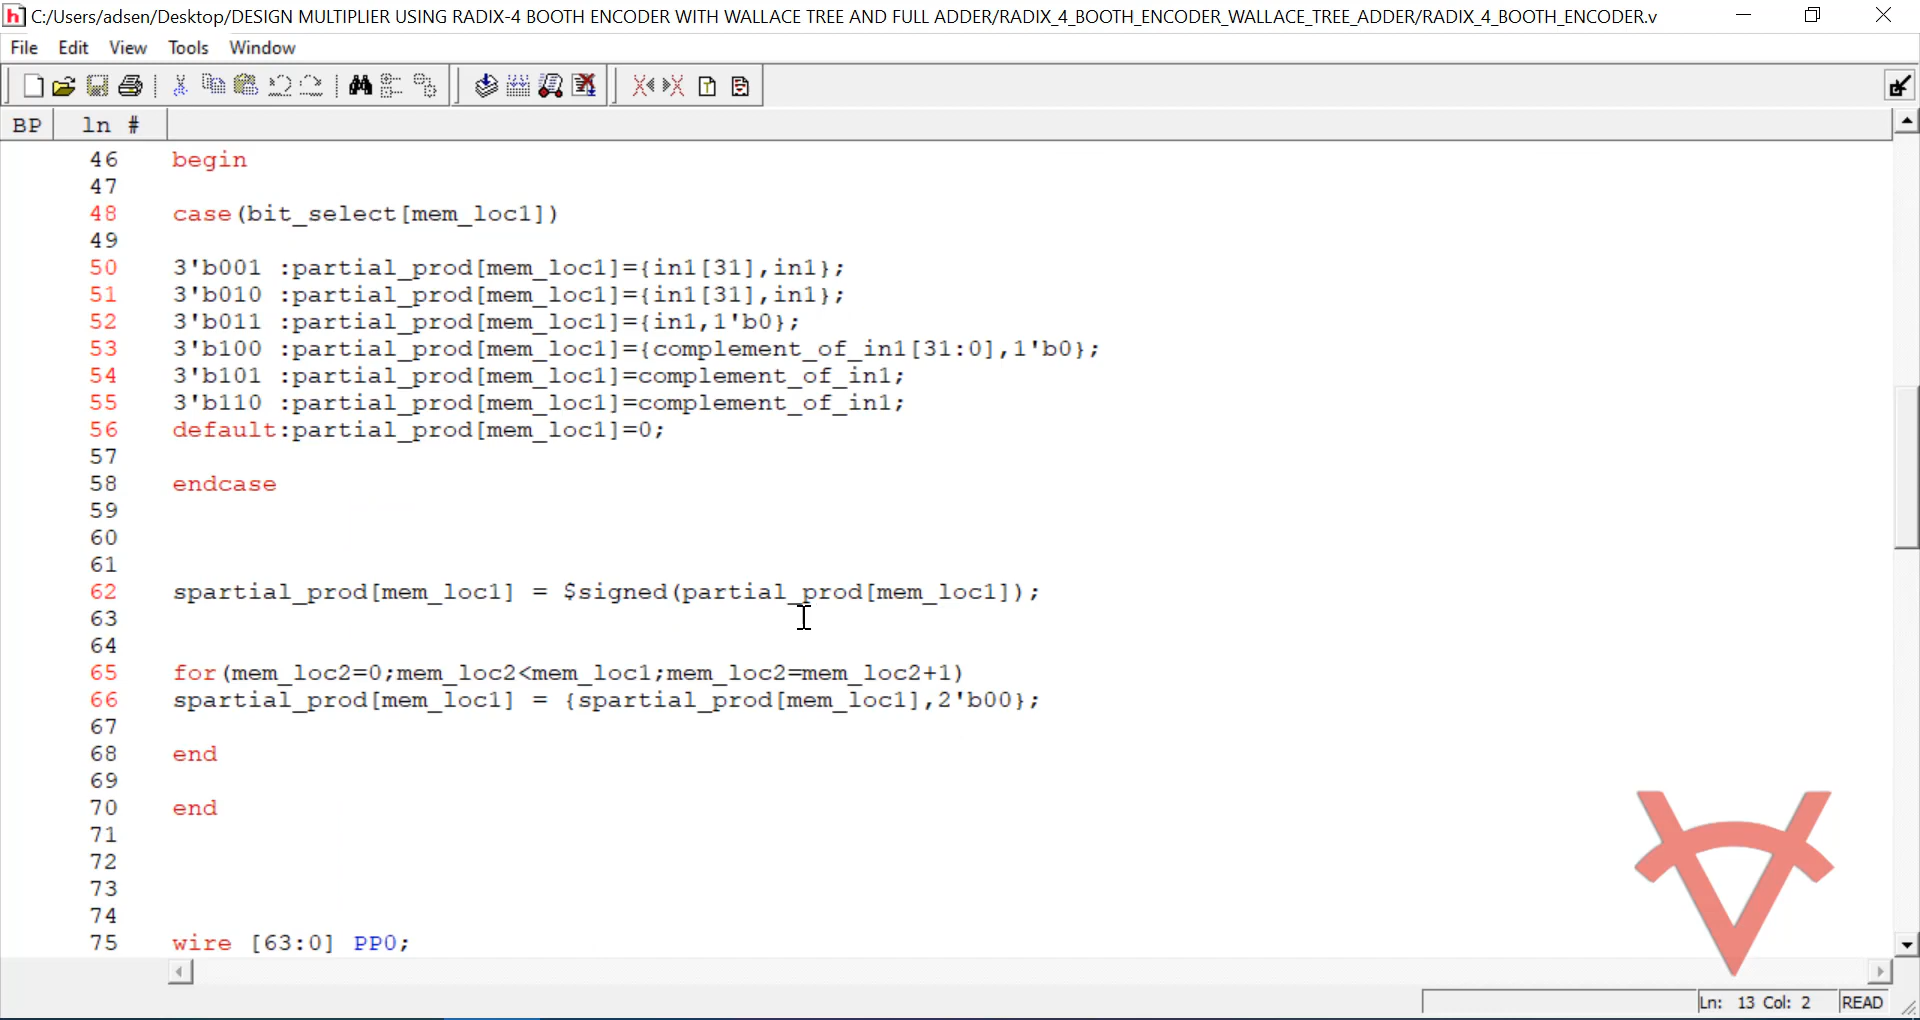 C:/Users/adsen/Desktop/DESIGN MULTIPLIER USING RADIX-4 BOOTH ENCODER WITH WALLACE TREE AND FULL ADDER/RADIX_4_BOOTH_ENCODER_WALLACE_TREE_ADDER/RADIX_4_BOOTH_ENCODER.v
File Edit View Tools Window
BP ln #
46 begin
47
48 case(bit_select[mem_loc1])
49
50 3'b001 :partial_prod[mem_loc1]={in1[31],in1};
51 3'b010 :partial_prod[mem_loc1]={in1[31],in1};
52 3'b011 :partial_prod[mem_loc1]={in1,1'b0};
53 3'b100 :partial_prod[mem_loc1]={complement_of_in1[31:0],1'b0};
54 3'b101 :partial_prod[mem_loc1]=complement_of_in1;
55 3'b110 :partial_prod[mem_loc1]=complement_of_in1;
56 default:partial_prod[mem_loc1]=0;
57
58 endcase
59
60
61
62 spartial_prod[mem_loc1] = $signed(partial_prod[mem_loc1]);
63
64
65 for(mem_loc2=0;mem_loc2<mem_loc1;mem_loc2=mem_loc2+1)
66 spartial_prod[mem_loc1] = {spartial_prod[mem_loc1],2'b00};
67
68 end
69
70 end
71
72
73
74
75 wire [63:0] PP0;
Ln: 13 Col: 2 READ